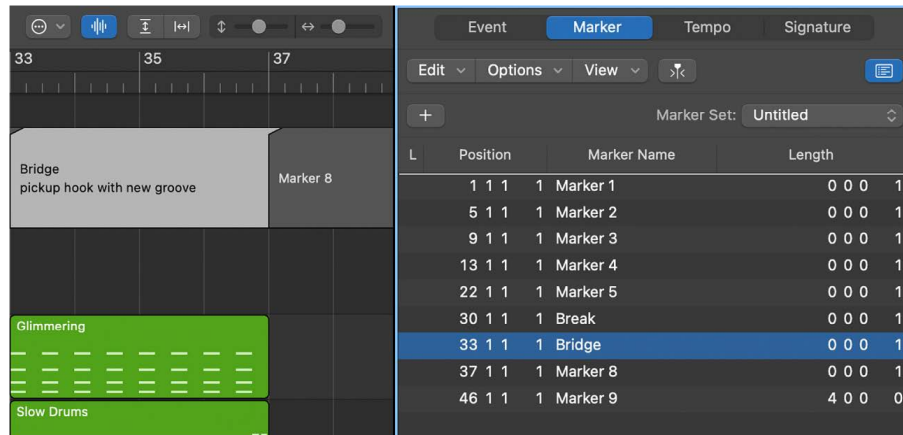 33 35 37
Bridge
pickup hook with new groove
Marker 8
Glimmering
Slow Drums
Event Marker Tempo Signature
Edit Options View
+ Marker Set: Untitled
L Position Marker Name Length
1 1 1 1 Marker 1 0 0 0 1
5 1 1 1 Marker 2 0 0 0 1
9 1 1 1 Marker 3 0 0 0 1
13 1 1 1 Marker 4 0 0 0 1
22 1 1 1 Marker 5 0 0 0 1
30 1 1 1 Break 0 0 0 1
33 1 1 1 Bridge 0 0 0 1
37 1 1 1 Marker 8 0 0 0 1
46 1 1 1 Marker 9 4 0 0 0